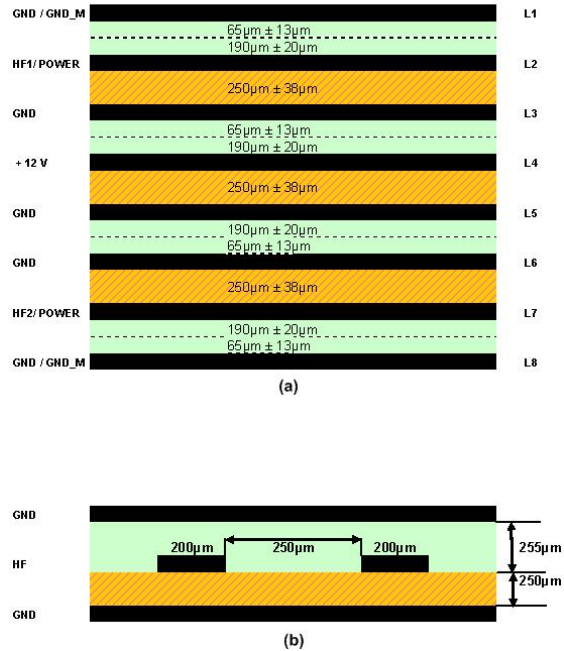 GND / GND_M L1
65µm ± 13µm
190µm ± 20µm
HF1/ POWER L2
250µm ± 38µm
GND L3
65µm ± 13µm
190µm ± 20µm
+ 12 V L4
250µm ± 38µm
GND L5
190µm ± 20µm
65µm ± 13µm
GND L6
250µm ± 38µm
HF2/ POWER L7
190µm ± 20µm
65µm ± 13µm
GND / GND_M L8
(a)
GND
200µm 250µm 200µm 255µm
HF
250µm
GND
(b)